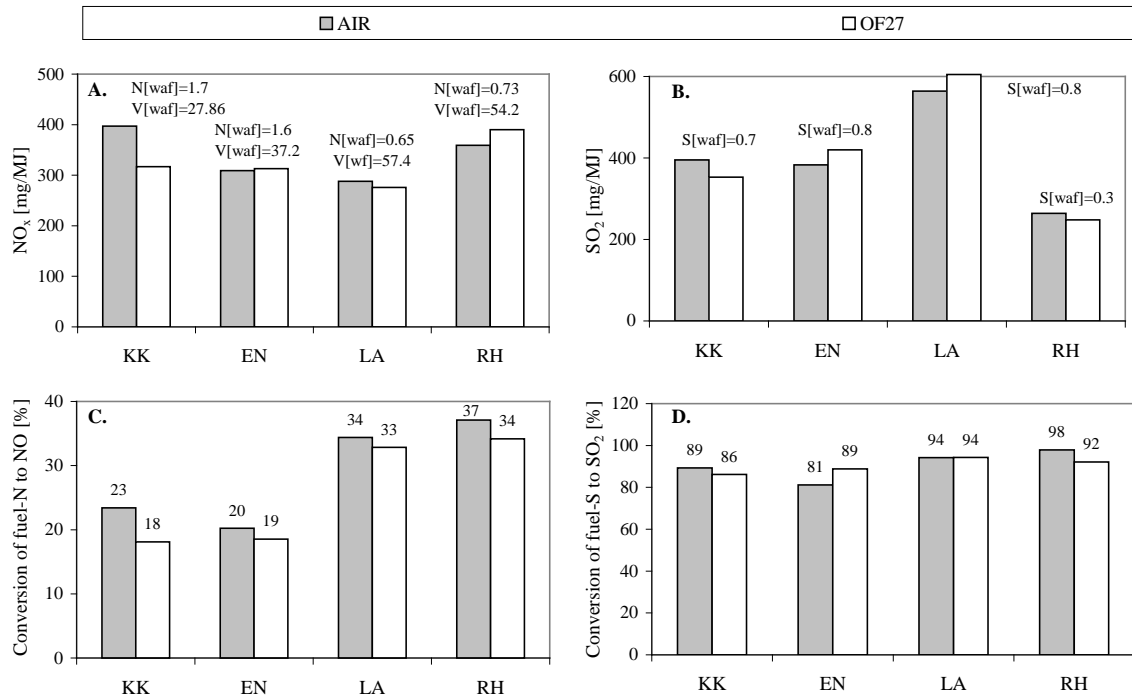 AIR OF27
A.
N[waf]=1.7
V[waf]=27.86
N[waf]=1.6
V[waf]=37.2
N[waf]=0.65
V[wf]=57.4
N[waf]=0.73
V[waf]=54.2
NOx [mg/MJ]
500
400
300
200
100
0
KK EN LA RH
B.
S[waf]=0.7
S[waf]=0.8
S[waf]=0.8
S[waf]=0.3
SO2 [mg/MJ]
600
400
200
0
KK EN LA RH
C.
Conversion of fuel-N to NO [%]
40
30
20
10
0
23 18 20 19 34 33 37 34
KK EN LA RH
D.
Conversion of fuel-S to SO2 [%]
120
100
80
60
40
20
0
89 86 81 89 94 94 98 92
KK EN LA RH